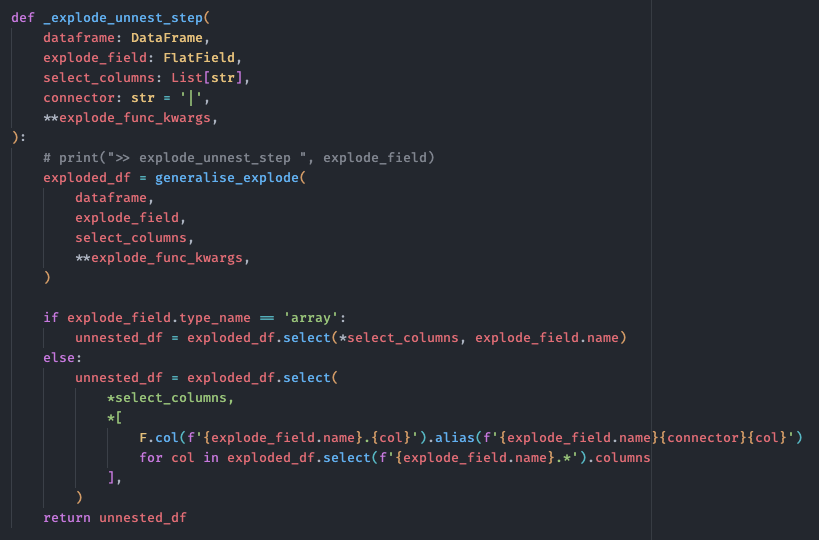 def _explode_unnest_step(
    dataframe: DataFrame,
    explode_field: FlatField,
    select_columns: List[str],
    connector: str = '|',
    **explode_func_kwargs,
):
    # print(">> explode_unnest_step ", explode_field)
    exploded_df = generalise_explode(
        dataframe,
        explode_field,
        select_columns,
        **explode_func_kwargs,
    )

    if explode_field.type_name == 'array':
        unnested_df = exploded_df.select(*select_columns, explode_field.name)
    else:
        unnested_df = exploded_df.select(
            *select_columns,
            *[
                F.col(f'{explode_field.name}.{col}').alias(f'{explode_field.name}{connector}{col}')
                for col in exploded_df.select(f'{explode_field.name}.*').columns
            ],
        )
    return unnested_df